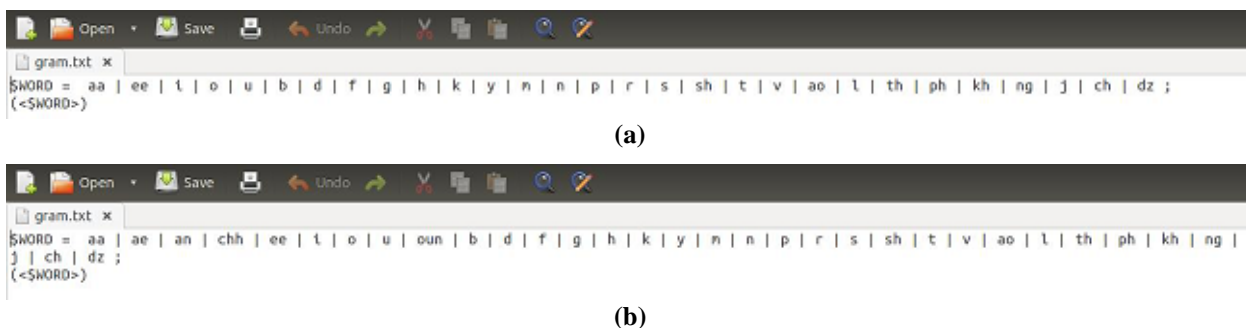 Open Save Undo
gram.txt x
$WORD = aa | ee | i | o | u | b | d | f | g | h | k | y | m | n | p | r | s | sh | t | v | ao | l | th | ph | kh | ng | j | ch | dz ;
(<$WORD>)
(a)
Open Save Undo
gram.txt x
$WORD = aa | ae | an | chh | ee | i | o | u | oun | b | d | f | g | h | k | y | m | n | p | r | s | sh | t | v | ao | l | th | ph | kh | ng |
j | ch | dz ;
(<$WORD>)
(b)